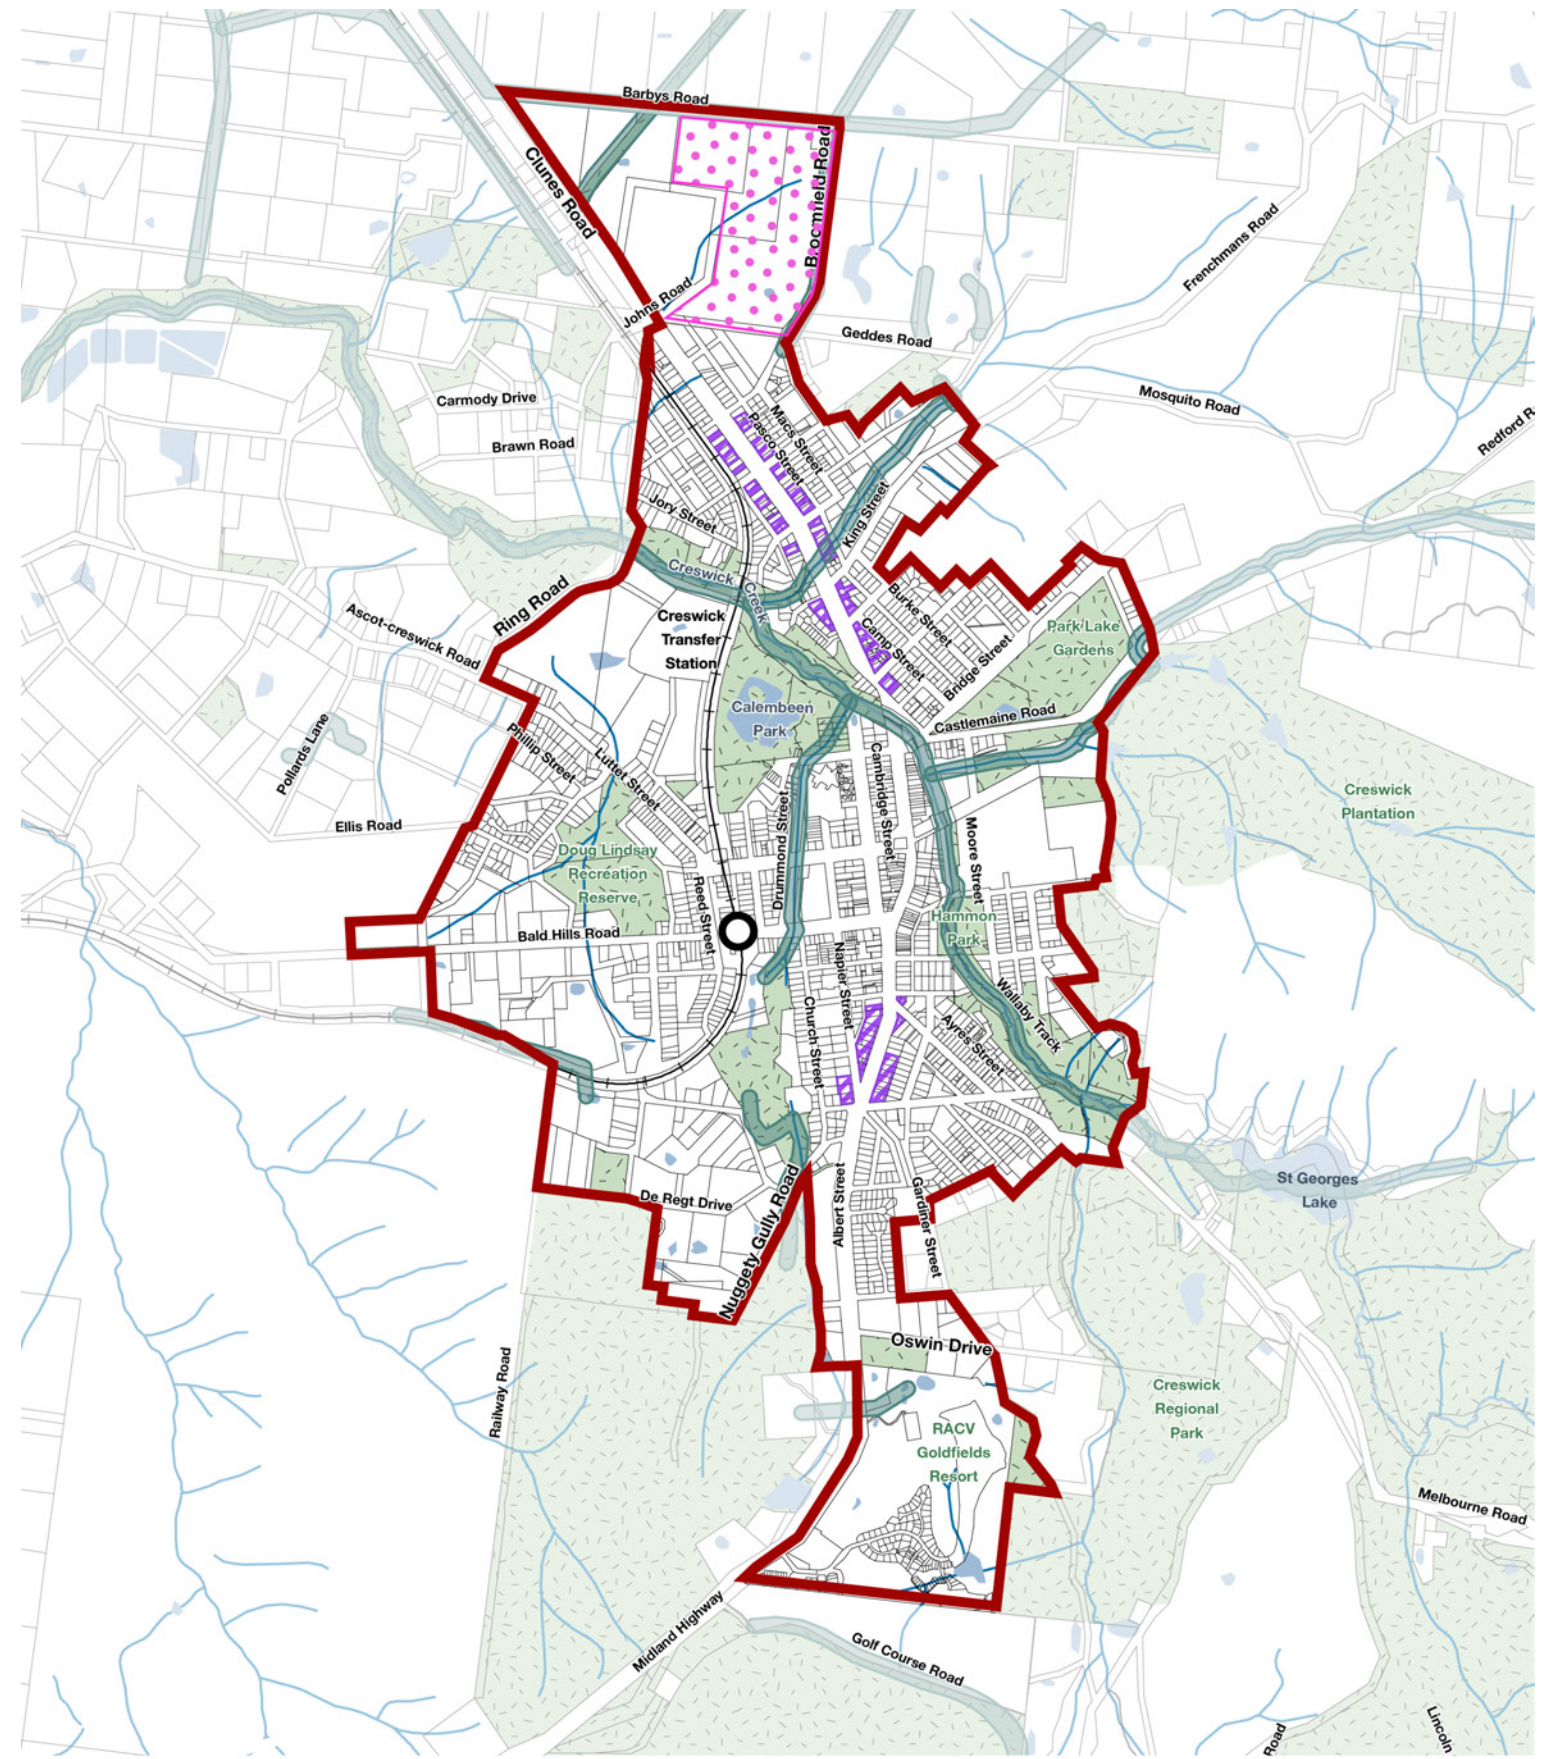 Barbys Road
Clunes Road
Broomfield Road
Frenchmans Road
Johns Road
Geddes Road
Carmody Drive
Mosquito Road
Macs Street
Pasco Street
Redford R
Brawn Road
Jory Street
King Street
Creswick
Creek
Ring Road
Burke Street
Ascot-creswick Road
Creswick
Transfer
Station
Camp Street
Park Lake
Gardens
Bridge Street
Calembeen
Park
Castlemaine Road
Pollards Lane
Phillip Street
Luttet Street
Cambridge Street
Creswick
Plantation
Ellis Road
Drummond Street
Moore Street
Doug Lindsay
Recreation
Reserve
Reed Street
Hammon
Park
Bald Hills Road
Napier Street
Wallaby Track
Church Street
Ayres Street
St Georges
Lake
De Regt Drive
Nuggety Gully Road
Albert Street
Gardiner Street
Oswin Drive
Railway Road
Creswick
Regional
Park
RACV
Goldfields
Resort
Melbourne Road
Midland Highway
Golf Course Road
Road
Lincoln